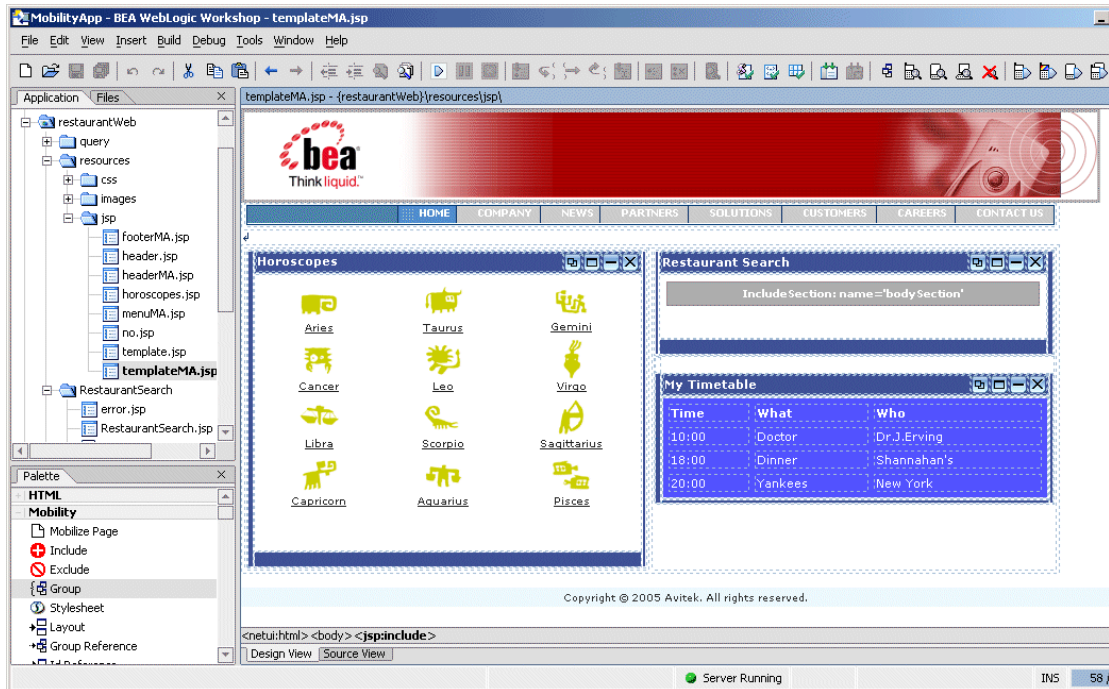 MobilityApp - BEA WebLogic Workshop - templateMA.jsp
File Edit View Insert Build Debug Tools Window Help
Application Files
templateMA.jsp - {restaurantWeb}\resources\jsp\
restaurantWeb
query
resources
css
images
jsp
footerMA.jsp
header.jsp
headerMA.jsp
horoscopes.jsp
menuMA.jsp
no.jsp
template.jsp
templateMA.jsp
RestaurantSearch
error.jsp
RestaurantSearch.jsp
Palette
HTML
Mobility
Mobilize Page
Include
Exclude
Group
Stylesheet
Layout
Group Reference
Id Reference
bea
Think liquid.™
HOME COMPANY NEWS PARTNERS SOLUTIONS CUSTOMERS CAREERS CONTACT US
Horoscopes
Aries Taurus Gemini
Cancer Leo Virgo
Libra Scorpio Sagittarius
Capricorn Aquarius Pisces
Restaurant Search
IncludeSection: name='bodySection'
My Timetable
Time What Who
10:00 Doctor Dr.J.Erving
18:00 Dinner Shannahan's
20:00 Yankees New York
Copyright © 2005 Avitek. All rights reserved.
<netui:html> <body> <jsp:include>
Design View Source View
Server Running INS 58 /